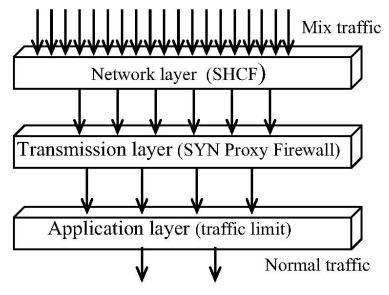 Mix traffic
Network layer (SHCF)
Transmission layer (SYN Proxy Firewall)
Application layer (traffic limit)
Normal traffic